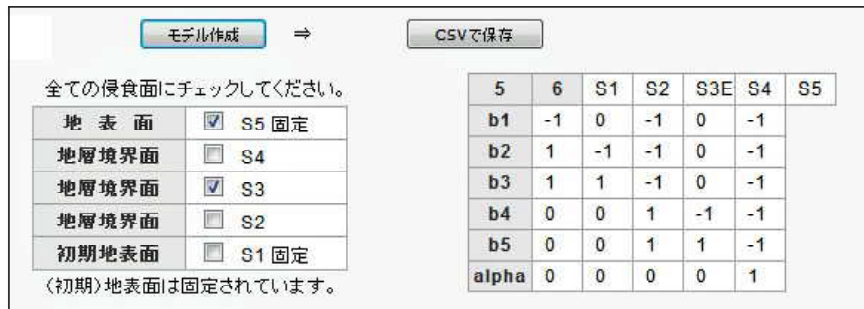 モデル作成 ⇒ CSVで保存
全ての侵食面にチェックしてください。
地 表 面 S5 固定
地層境界面 S4
地層境界面 S3
地層境界面 S2
初期地表面 S1 固定
(初期)地表面は固定されています。
5 6 S1 S2 S3E S4 S5
b1 -1 0 -1 0 -1
b2 1 -1 -1 0 -1
b3 1 1 -1 0 -1
b4 0 0 1 -1 -1
b5 0 0 1 1 -1
alpha 0 0 0 0 1